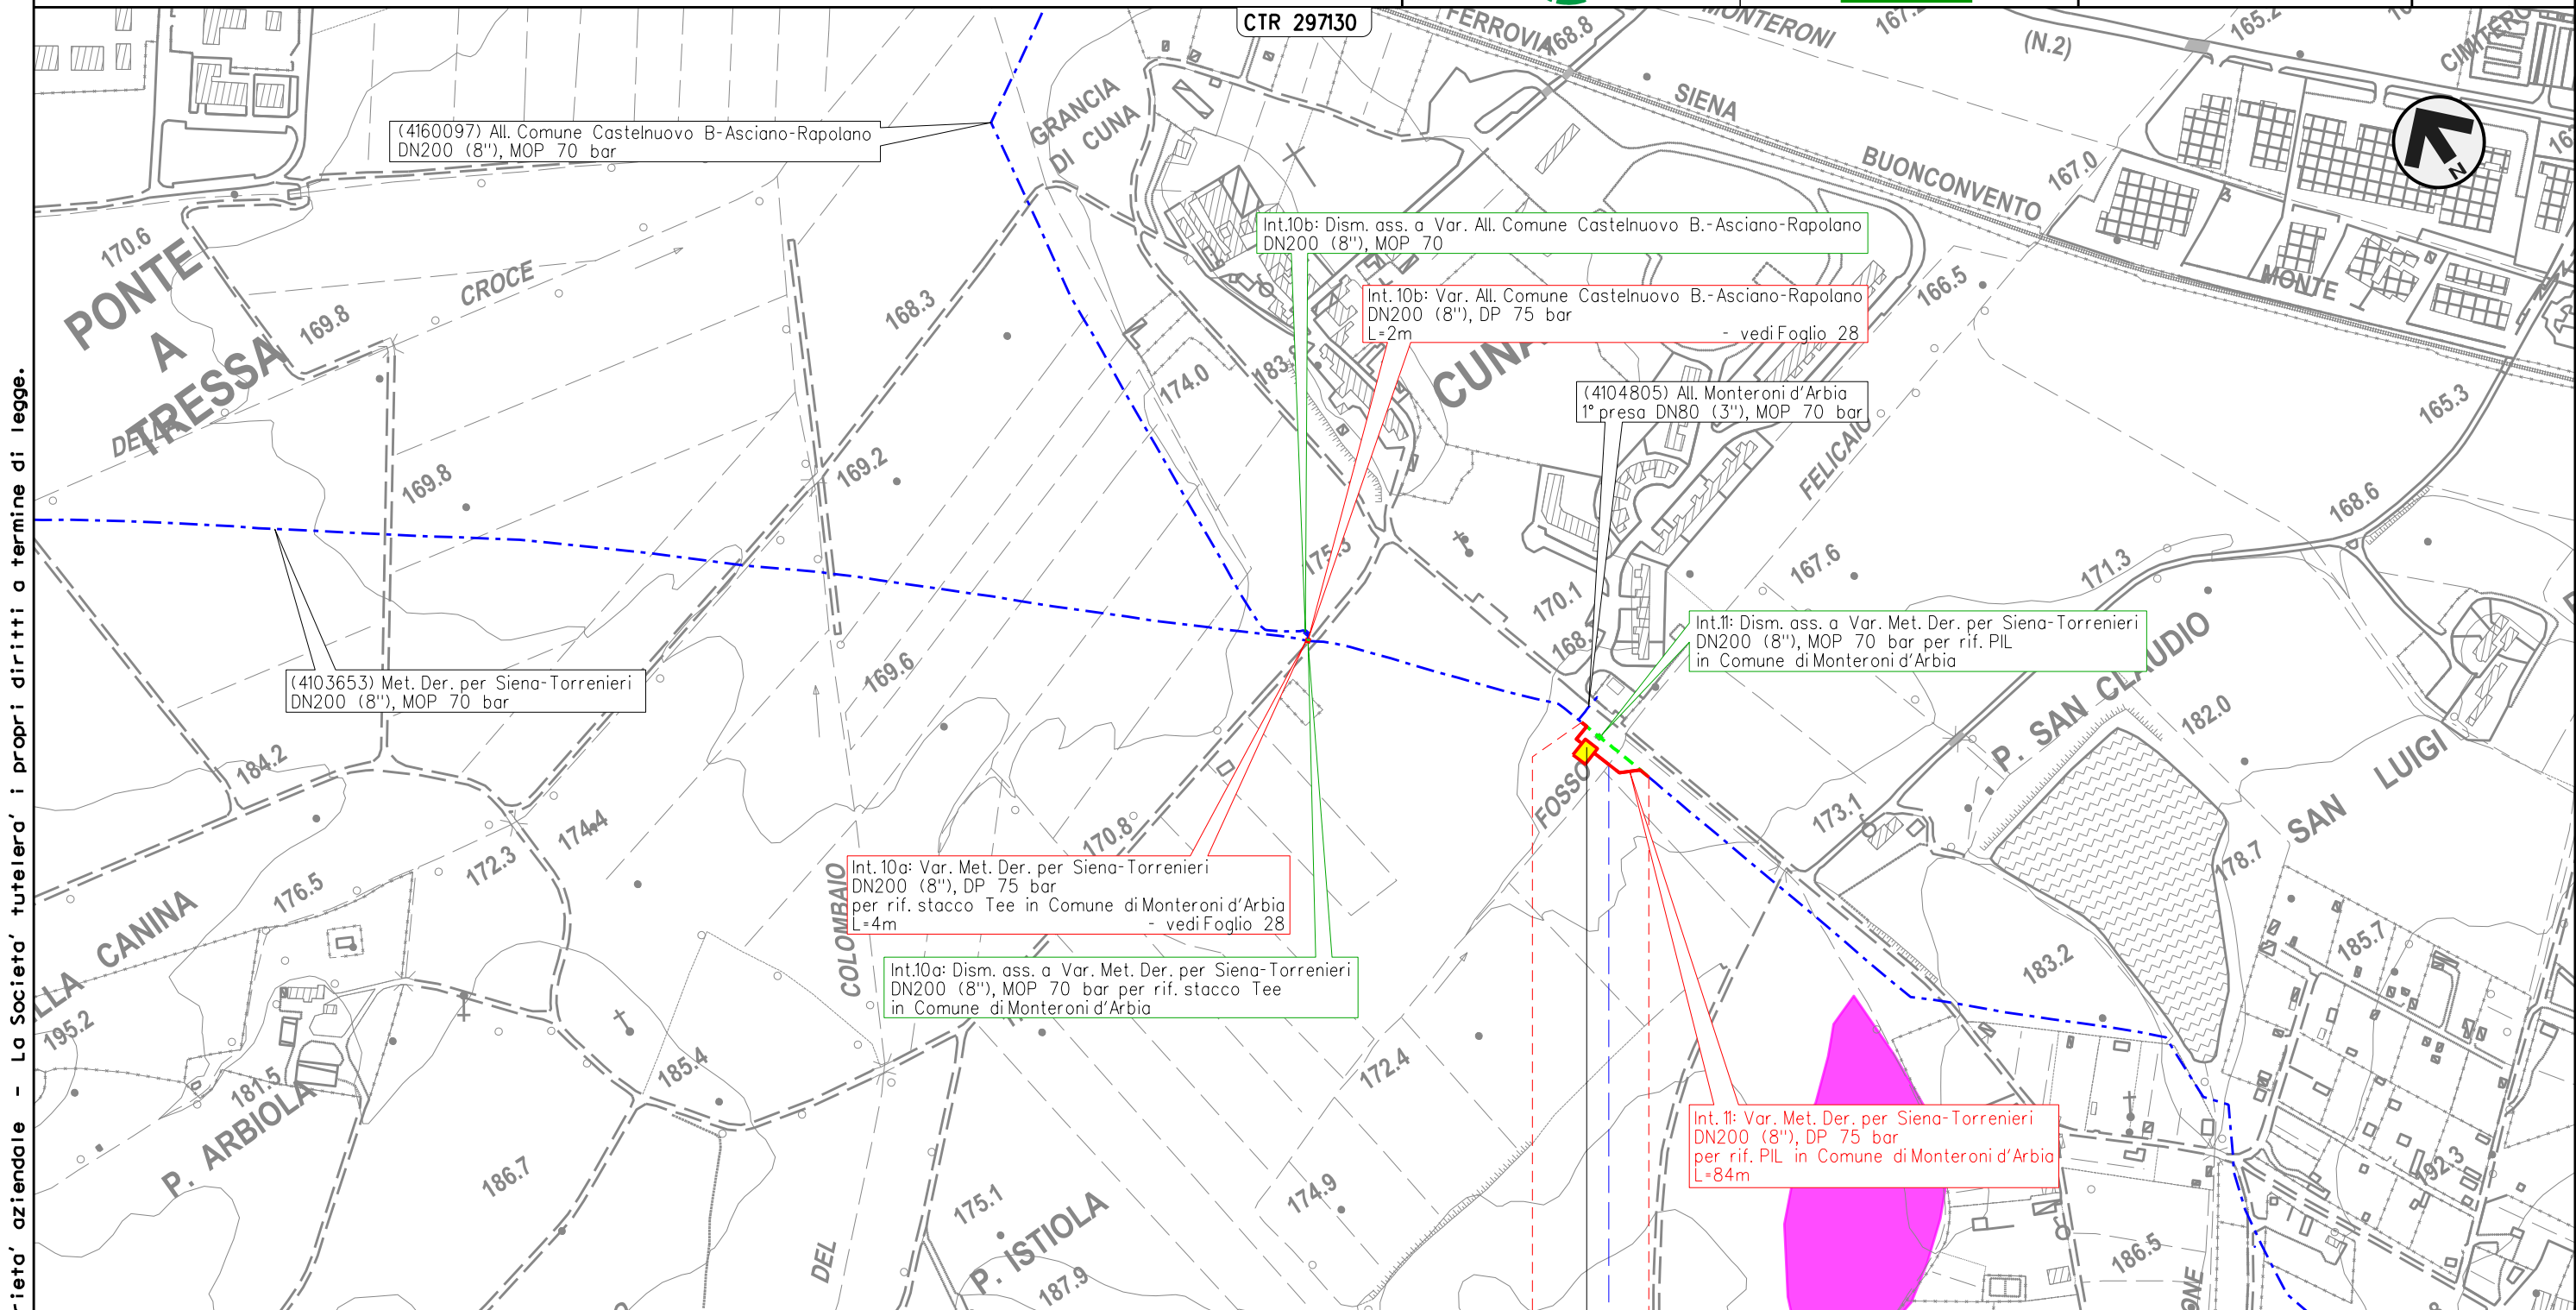 CTR 297130
FERROVIA
168.8
MONTERONI
(N.2)
165.2
CIMITERO
SIENA
BUONCONVENTO
167.0
MONTE
N
GRANCIA
DI CUNA
(4160097) All. Comune Castelnuovo B-Asciano-Rapolano
DN200 (8"), MOP 70 bar
170.6
PONTE
A
TRESSA
CROCE
169.8
168.3
Int.10b: Dism. ass. a Var. All. Comune Castelnuovo B.-Asciano-Rapolano
DN200 (8"), MOP 70
Int. 10b: Var. All. Comune Castelnuovo B.-Asciano-Rapolano
DN200 (8"), DP 75 bar
L=2m - vedi Foglio 28
166.5
174.0
CUNA
(4104805) All. Monteroni d'Arbia
1° presa DN80 (3"), MOP 70 bar
FELICAIO
165.3
169.8
169.2
168.6
175.3
167.6
171.3
170.1
Int.11: Dism. ass. a Var. Met. Der. per Siena-Torrenieri
DN200 (8"), MOP 70 bar per rif. PIL
in Comune di Monteroni d'Arbia
(4103653) Met. Der. per Siena-Torrenieri
DN200 (8"), MOP 70 bar
169.6
P. SAN CLAUDIO
182.0
SAN LUIGI
184.2
FOSSO
173.1
174.4
170.8
172.3
178.7
176.5
Int. 10a: Var. Met. Der. per Siena-Torrenieri
DN200 (8"), DP 75 bar
per rif. stacco Tee in Comune di Monteroni d'Arbia
L=4m - vedi Foglio 28
COLOMBAIO
CANINA
195.2
Int.10a: Dism. ass. a Var. Met. Der. per Siena-Torrenieri
DN200 (8"), MOP 70 bar per rif. stacco Tee
in Comune di Monteroni d'Arbia
183.2
185.7
181.5
P. ARBIOLA
185.4
172.4
Int. 11: Var. Met. Der. per Siena-Torrenieri
DN200 (8"), DP 75 bar
per rif. PIL in Comune di Monteroni d'Arbia
L=84m
186.7
175.1
174.9
P. ISTIOLA
187.9
DEL
192.3
186.5
aziendale - La Societa' tutelera' i propri diritti a termine di legge.